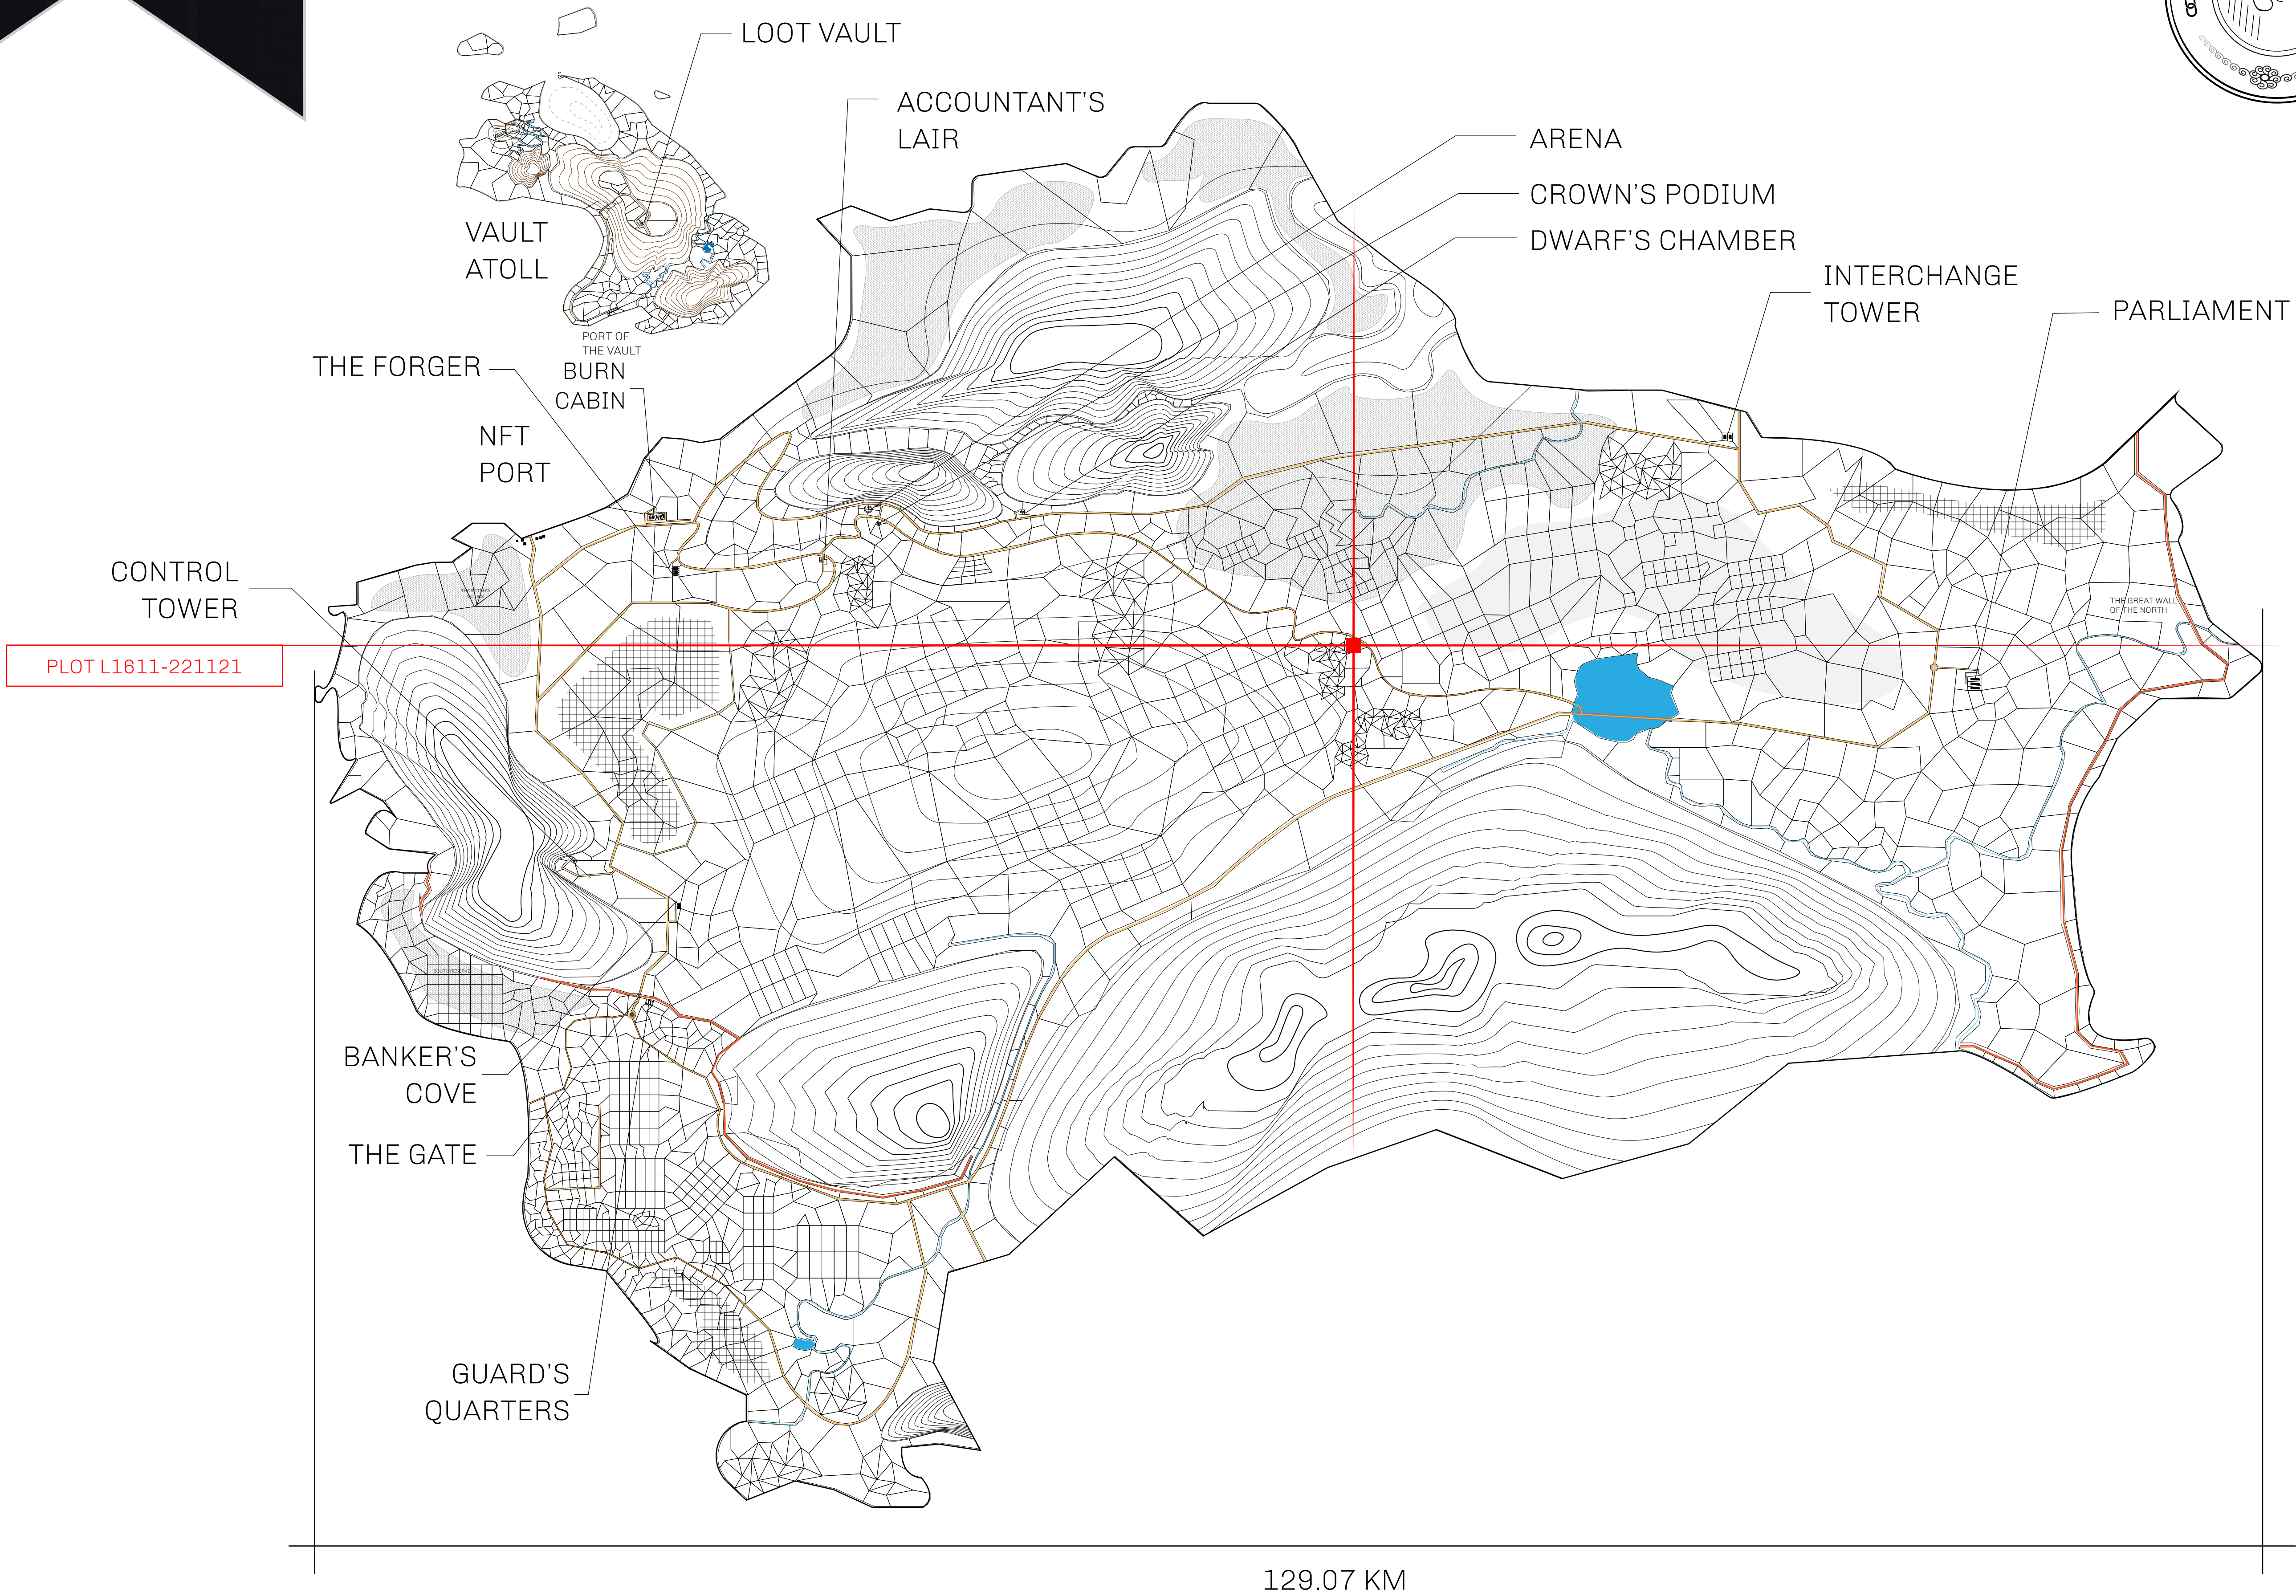 LOOT VAULT
ACCOUNTANT'S
LAIR
ARENA
CROWN'S PODIUM
DWARF'S CHAMBER
INTERCHANGE
TOWER
PARLIAMENT
VAULT
ATOLL
PORT OF
THE VAULT
THE FORGER
BURN
CABIN
NFT
PORT
CONTROL
TOWER
THE GREAT WALL
OF THE NORTH
PLOT L1611-221121
SOUTH RESERVE
BANKER'S
COVE
THE GATE
GUARD'S
QUARTERS
129.07 KM